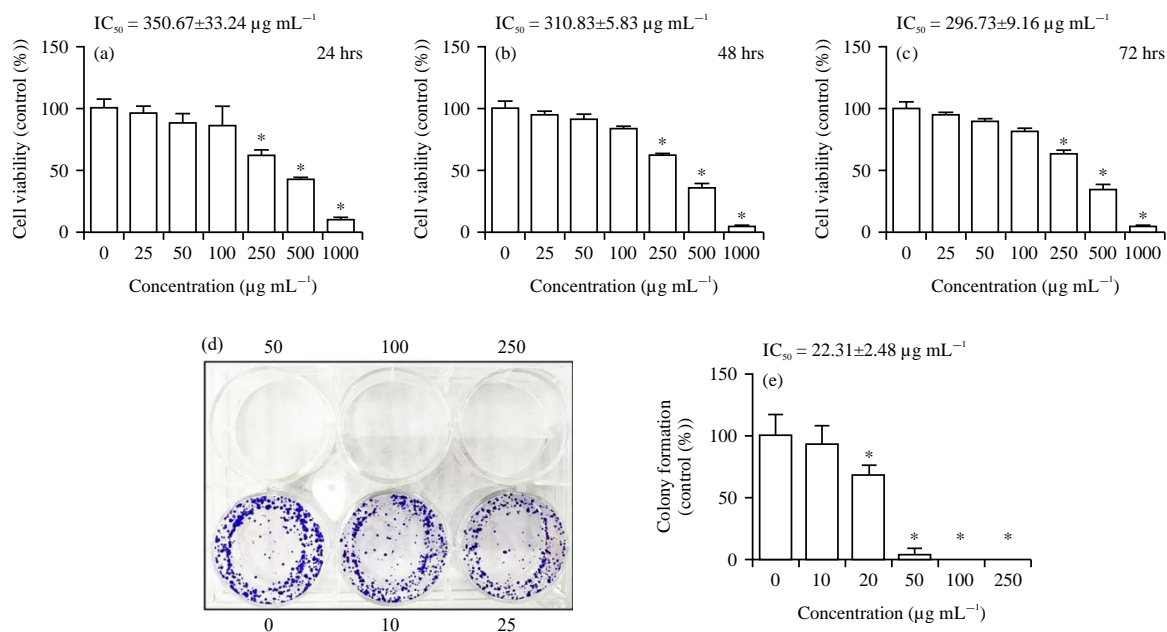 IC50 = 350.67±33.24 µg mL−1
(a)
24 hrs
Cell viability (control (%))
150
100
50
0
0 25 50 100 250 500 1000
* * *
Concentration (µg mL−1)
IC50 = 310.83±5.83 µg mL−1
(b)
48 hrs
Cell viability (control (%))
150
100
50
0
0 25 50 100 250 500 1000
* * *
Concentration (µg mL−1)
IC50 = 296.73±9.16 µg mL−1
(c)
72 hrs
Cell viability (control (%))
150
100
50
0
0 25 50 100 250 500 1000
* * *
Concentration (µg mL−1)
(d)
50 100 250
0 10 25
IC50 = 22.31±2.48 µg mL−1
(e)
Colony formation
(control (%))
150
100
50
0
* * * *
0 10 20 50 100 250
Concentration (µg mL−1)